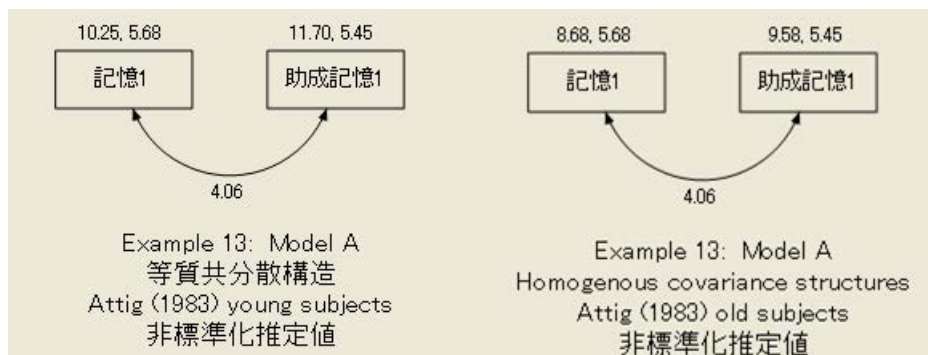 10.25, 5.68
11.70, 5.45
記憶1
助成記憶1
4.06
Example 13: Model A
等質共分散構造
Attig (1983) young subjects
非標準化推定値
8.68, 5.68
9.58, 5.45
記憶1
助成記憶1
4.06
Example 13: Model A
Homogenous covariance structures
Attig (1983) old subjects
非標準化推定値